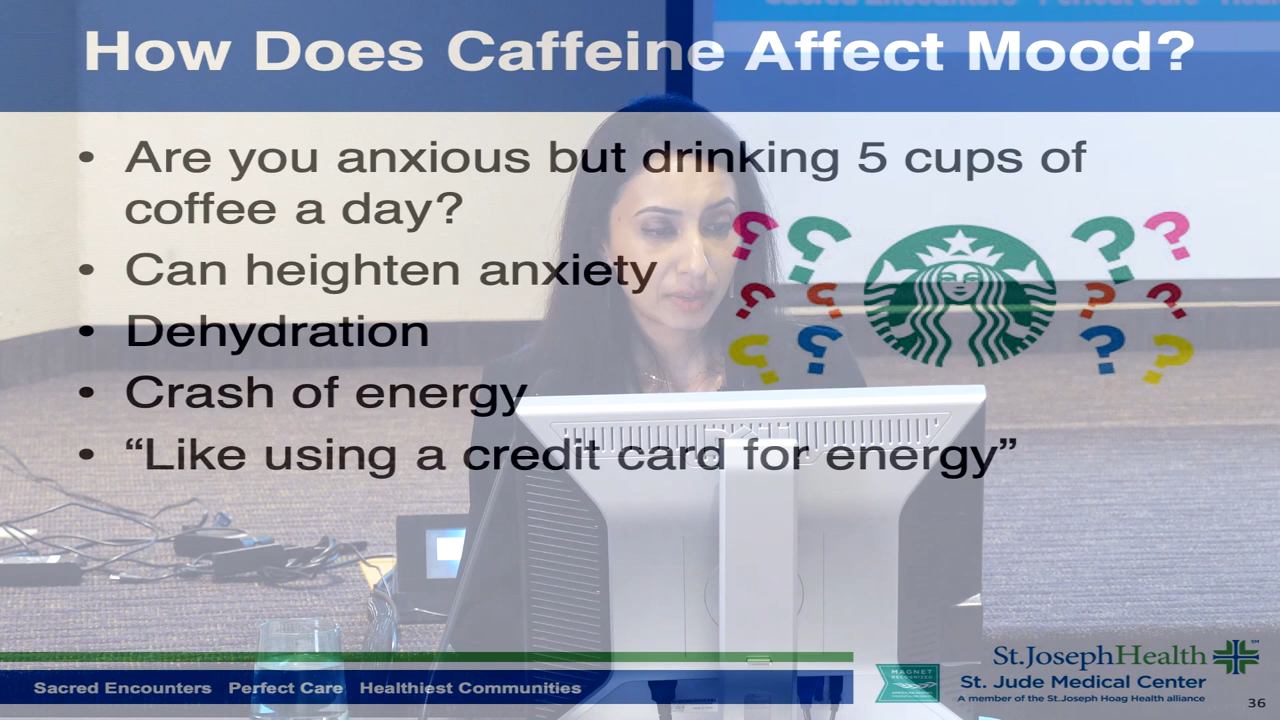 How Does Caffeine Affect Mood?
• Are you anxious but drinking 5 cups of
coffee a day?
• Can heighten anxiety
• Dehydration
• Crash of energy
• “Like using a credit card for energy”
Sacred Encounters Perfect Care Healthiest Communities
MAGNET
RECOGNIZED
St.JosephHealth
St. Jude Medical Center
A member of the St.Joseph Hoag Health alliance
36